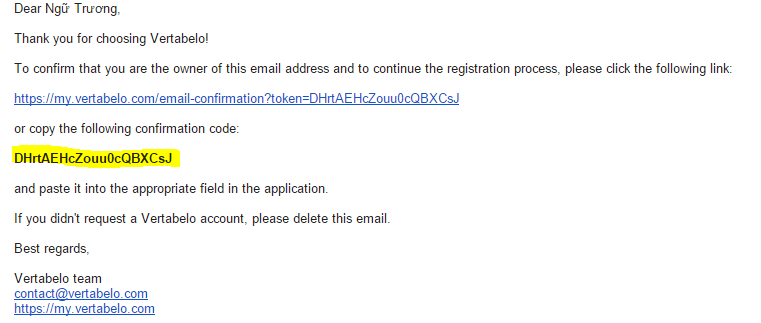 Dear Ngữ Trương,
Thank you for choosing Vertabelo!
To confirm that you are the owner of this email address and to continue the registration process, please click the following link:
https://my.vertabelo.com/email-confirmation?token=DHrtAEHcZouu0cQBXCsJ
or copy the following confirmation code:
DHrtAEHcZouu0cQBXCsJ
and paste it into the appropriate field in the application.
If you didn't request a Vertabelo account, please delete this email.
Best regards,
Vertabelo team
contact@vertabelo.com
https://my.vertabelo.com